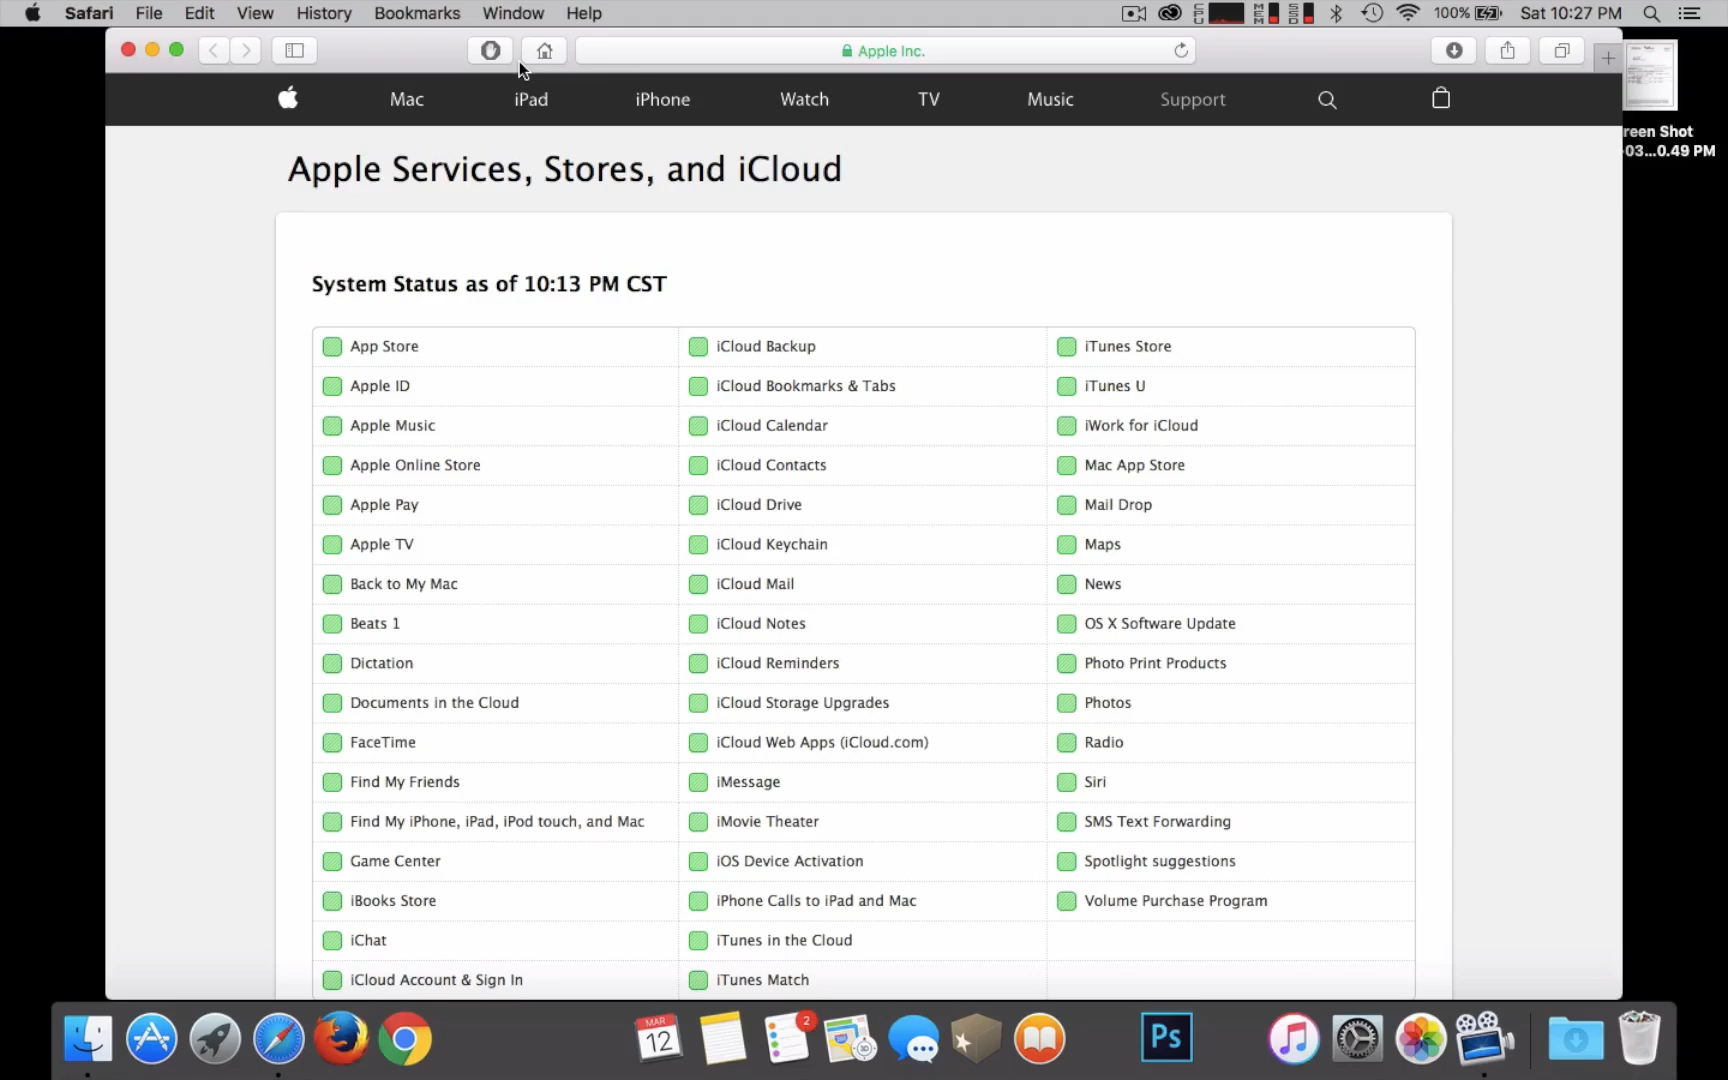 Safari File Edit View History Bookmarks Window Help
CPU MEM SSD 100% Sat 10:27 PM
Apple Inc.
Mac iPad iPhone Watch TV Music Support
reen Shot
03...0.49 PM
Apple Services, Stores, and iCloud
System Status as of 10:13 PM CST
App Store iCloud Backup iTunes Store
Apple ID iCloud Bookmarks & Tabs iTunes U
Apple Music iCloud Calendar iWork for iCloud
Apple Online Store iCloud Contacts Mac App Store
Apple Pay iCloud Drive Mail Drop
Apple TV iCloud Keychain Maps
Back to My Mac iCloud Mail News
Beats 1 iCloud Notes OS X Software Update
Dictation iCloud Reminders Photo Print Products
Documents in the Cloud iCloud Storage Upgrades Photos
FaceTime iCloud Web Apps (iCloud.com) Radio
Find My Friends iMessage Siri
Find My iPhone, iPad, iPod touch, and Mac iMovie Theater SMS Text Forwarding
Game Center iOS Device Activation Spotlight suggestions
iBooks Store iPhone Calls to iPad and Mac Volume Purchase Program
iChat iTunes in the Cloud
iCloud Account & Sign In iTunes Match
MAR
12
2
3D
Ps